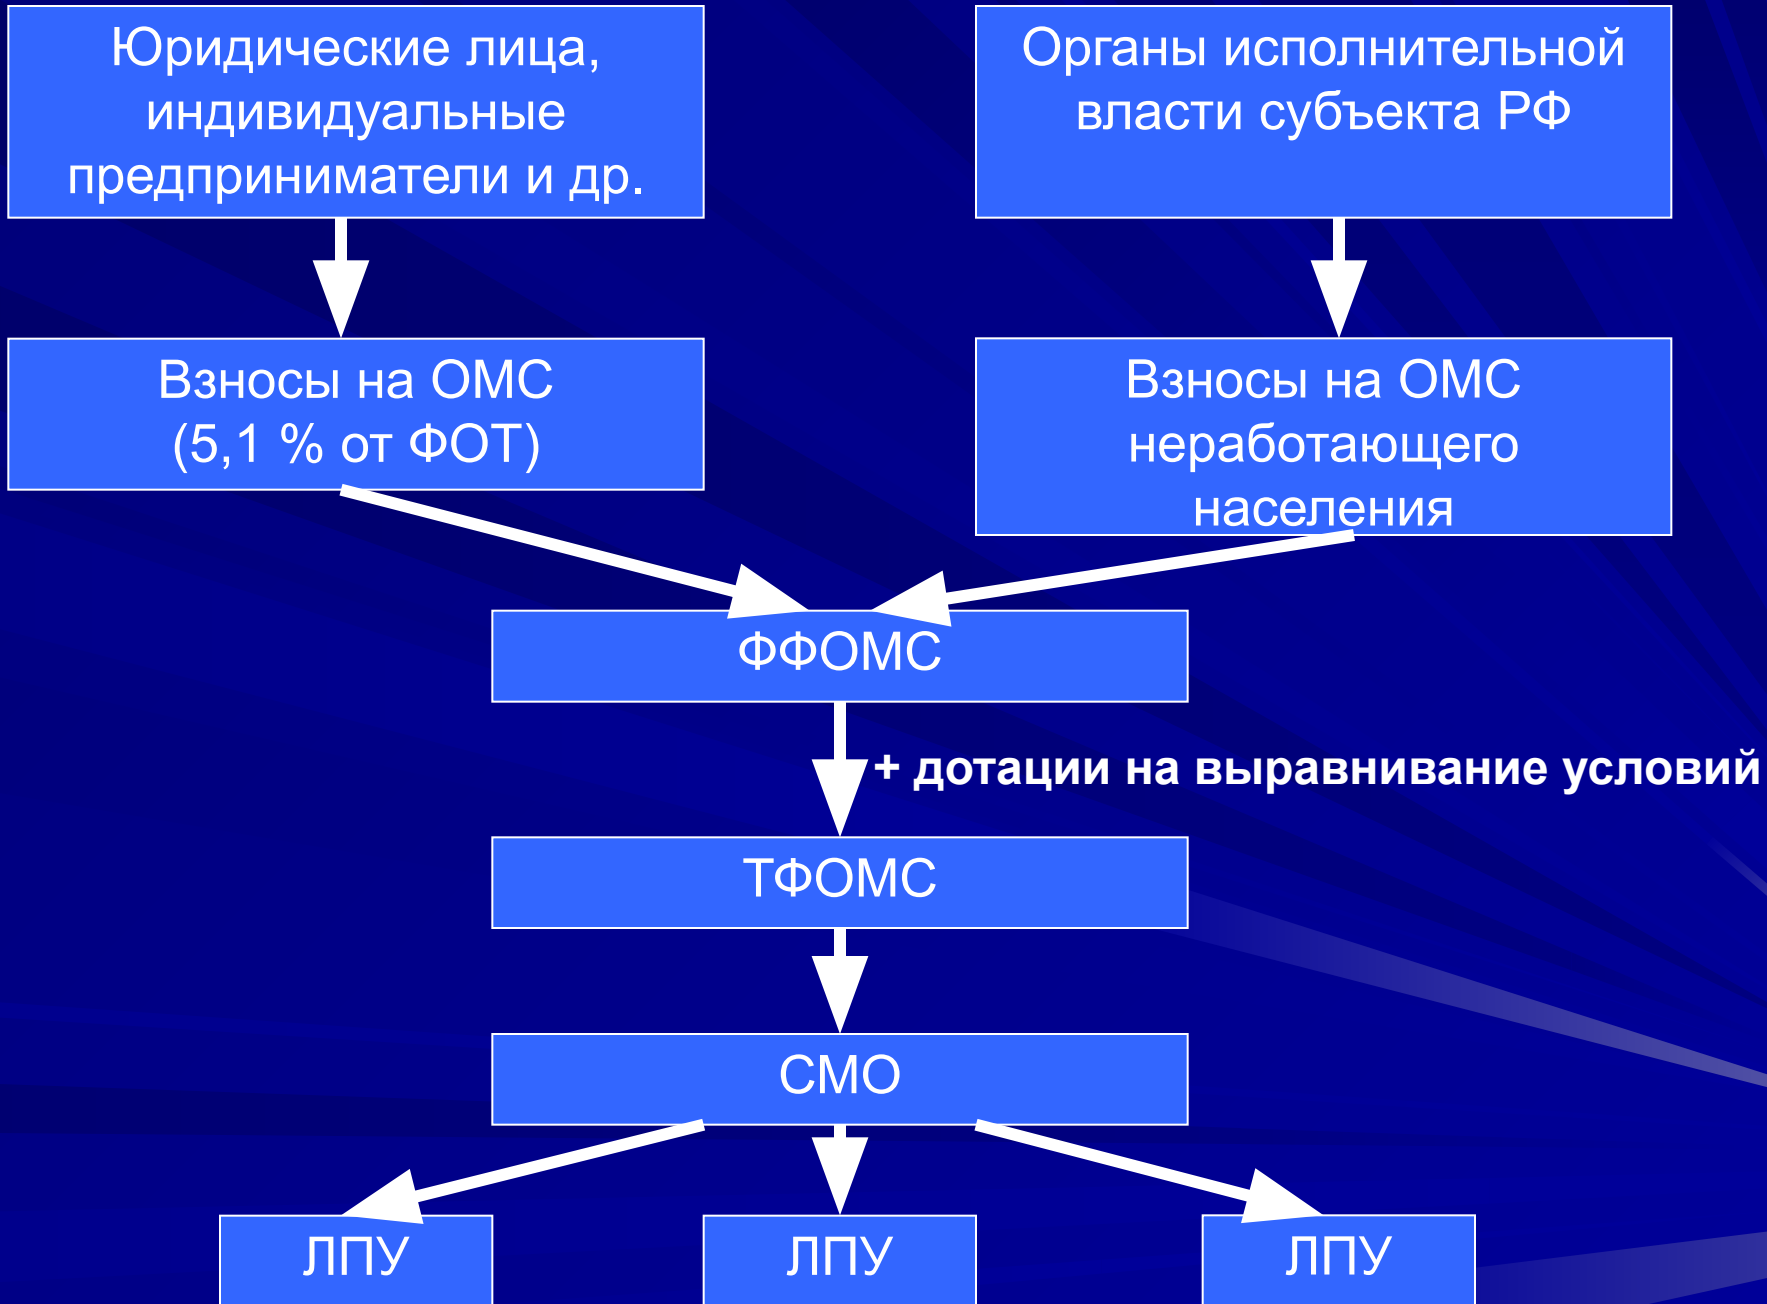 Юридические лица,
индивидуальные
предприниматели и др.
Органы исполнительной
власти субъекта РФ
Взносы на ОМС
(5,1 % от ФОТ)
Взносы на ОМС
неработающего
населения
ФФОМС
+ дотации на выравнивание условий
ТФОМС
СМО
ЛПУ
ЛПУ
ЛПУ